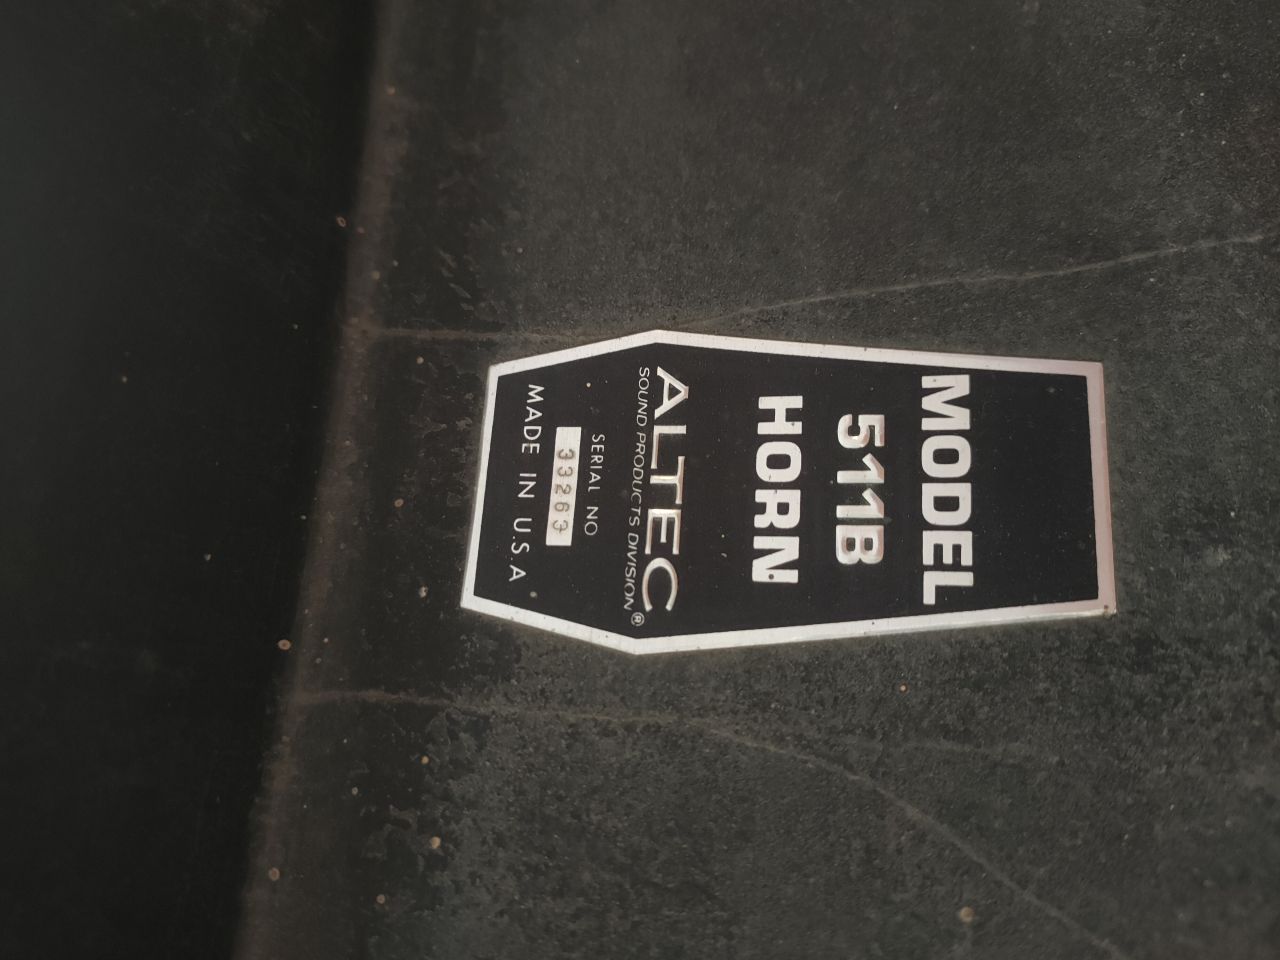 MODEL
511B
HORN
ALTEC
SOUND PRODUCTS DIVISION®
SERIAL NO
33263
MADE IN U.S.A